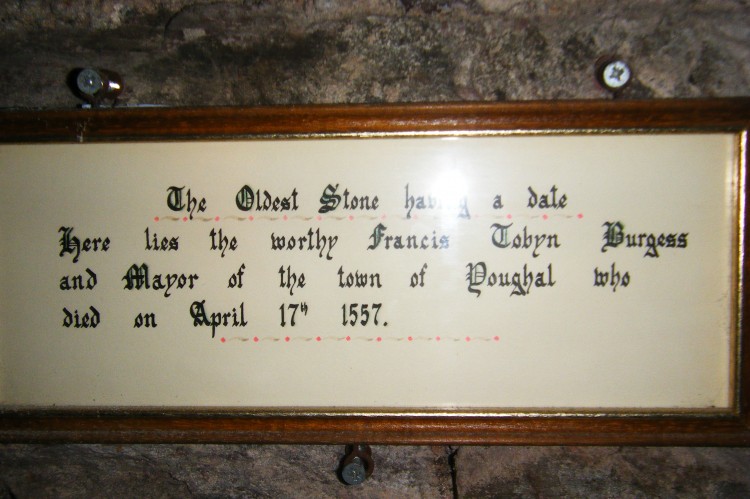 The Oldest Stone having a date
Here lies the worthy Francis Tobyn Burgess
and Mayor of the town of Youghal who
died on April 17th 1557.